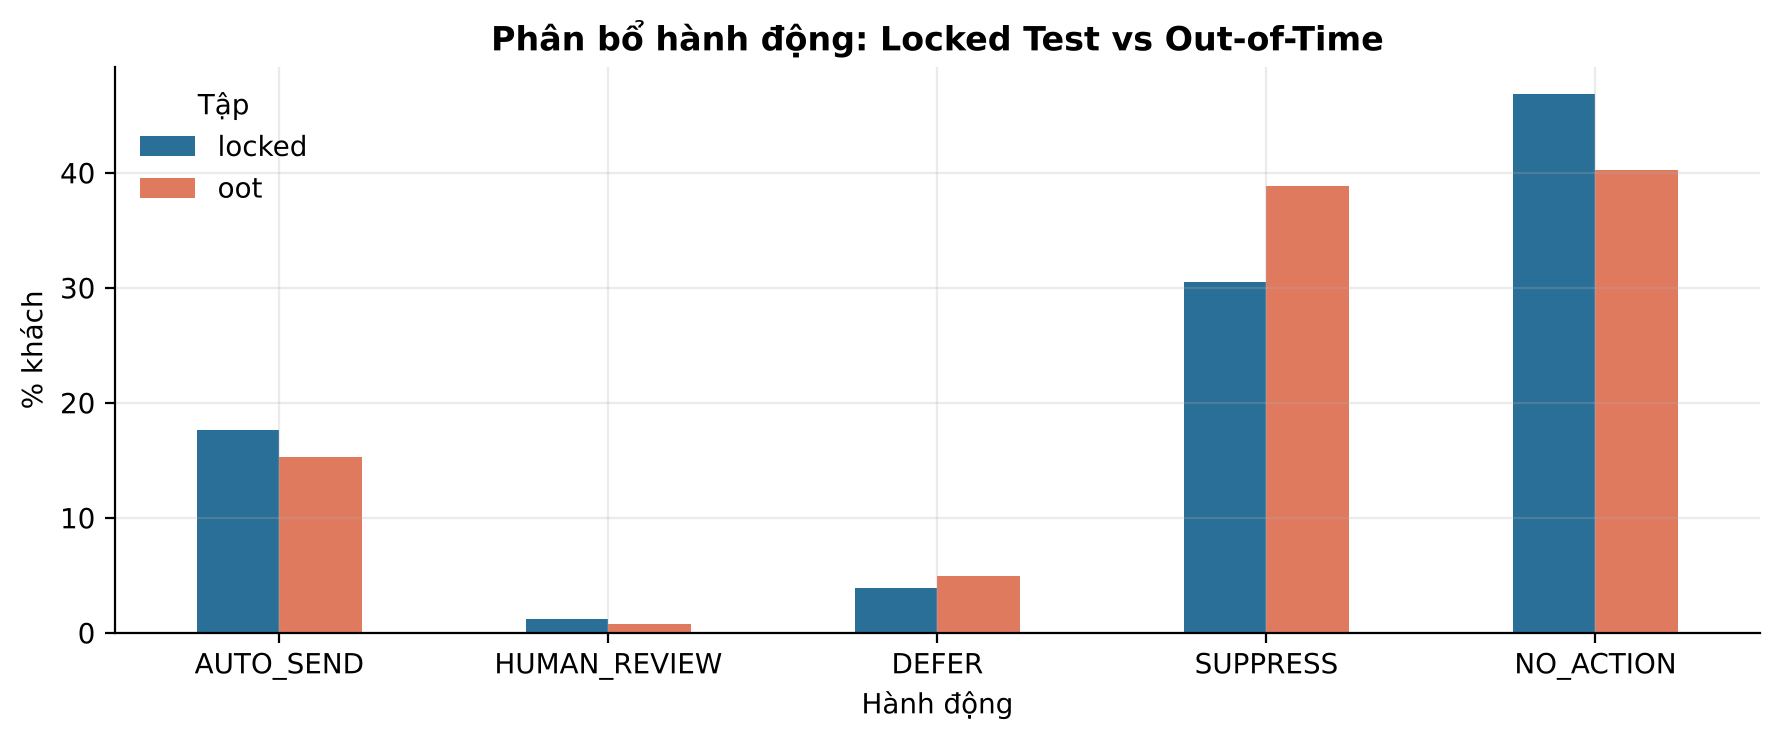 Phân bổ hành động: Locked Test vs Out-of-Time
Tập
locked
oot
% khách
40
30
20
10
0
AUTO_SEND HUMAN_REVIEW DEFER SUPPRESS NO_ACTION
Hành động